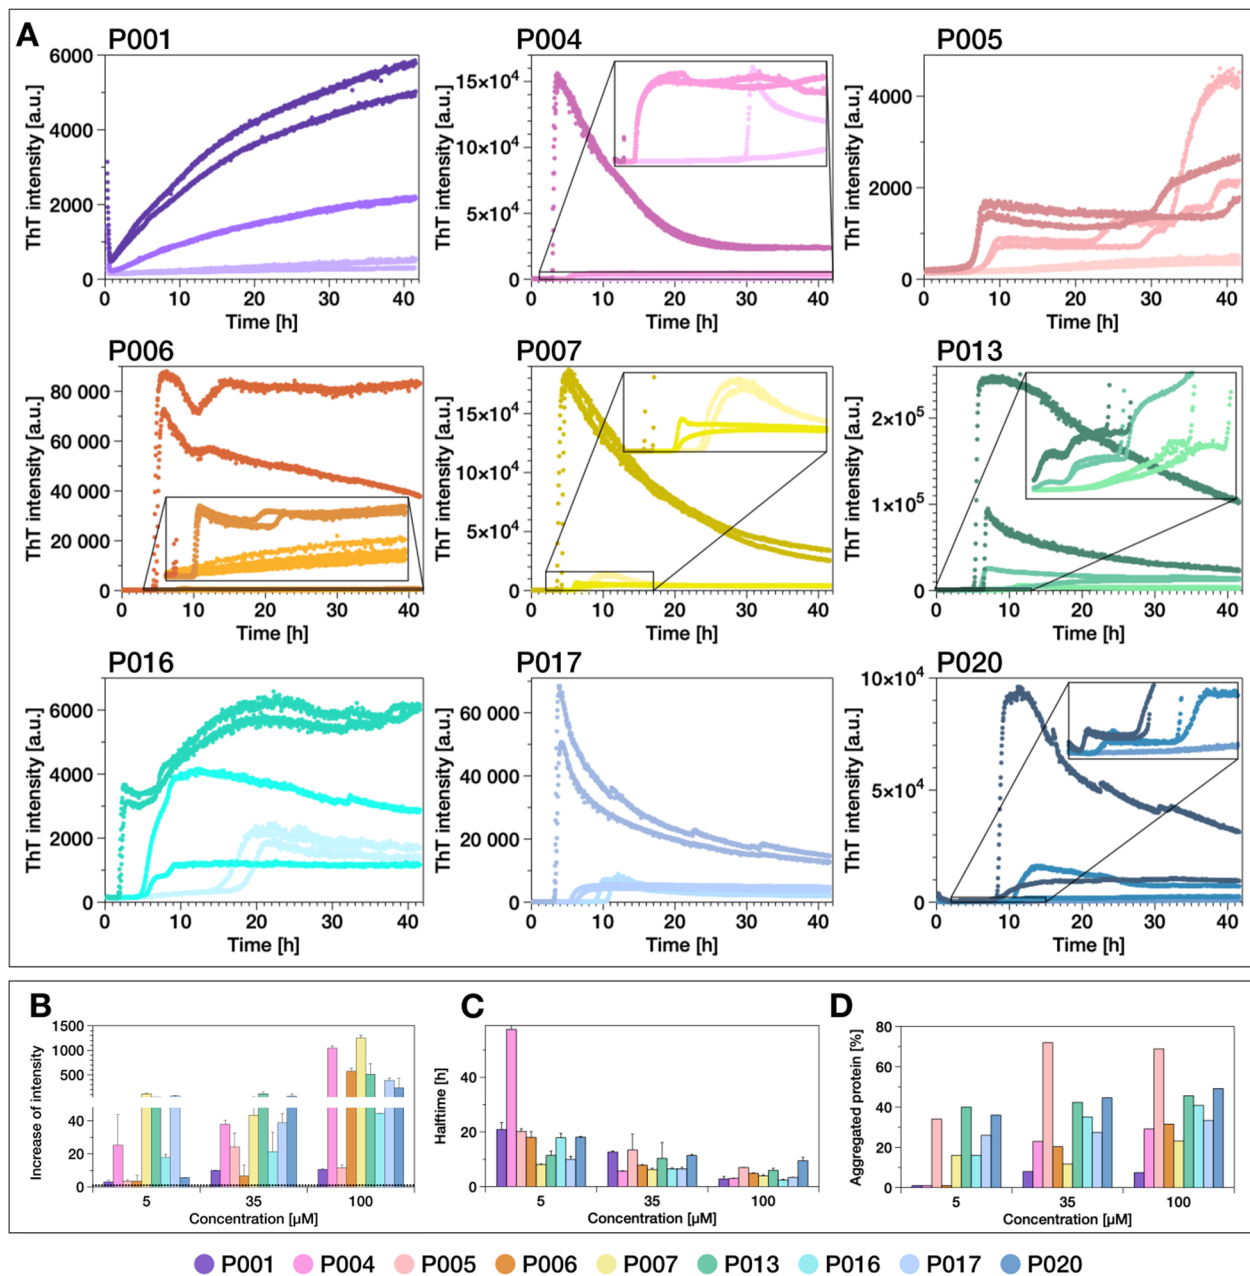 A
P001
P004
P005
ThT intensity [a.u.]
6000
4000
2000
0
0 10 20 30 40
Time [h]
ThT intensity [a.u.]
15×10⁴
10×10⁴
5×10⁴
0
0 10 20 30 40
Time [h]
ThT intensity [a.u.]
4000
2000
0
0 10 20 30 40
Time [h]
P006
P007
P013
ThT intensity [a.u.]
80 000
60 000
40 000
20 000
0
0 10 20 30 40
Time [h]
ThT intensity [a.u.]
15×10⁴
10×10⁴
5×10⁴
0
0 10 20 30 40
Time [h]
ThT intensity [a.u.]
2×10⁵
1×10⁵
0
0 10 20 30 40
Time [h]
P016
P017
P020
ThT intensity [a.u.]
6000
4000
2000
0
0 10 20 30 40
Time [h]
ThT intensity [a.u.]
60 000
40 000
20 000
0
0 10 20 30 40
Time [h]
ThT intensity [a.u.]
10×10⁴
5×10⁴
0
0 10 20 30 40
Time [h]
B
Increase of intensity
1500
1000
500
40
20
0
5 35 100
Concentration [µM]
C
Halftime [h]
40
20
0
5 35 100
Concentration [µM]
D
Aggregated protein [%]
80
60
40
20
0
5 35 100
Concentration [µM]
P001 P004 P005 P006 P007 P013 P016 P017 P020